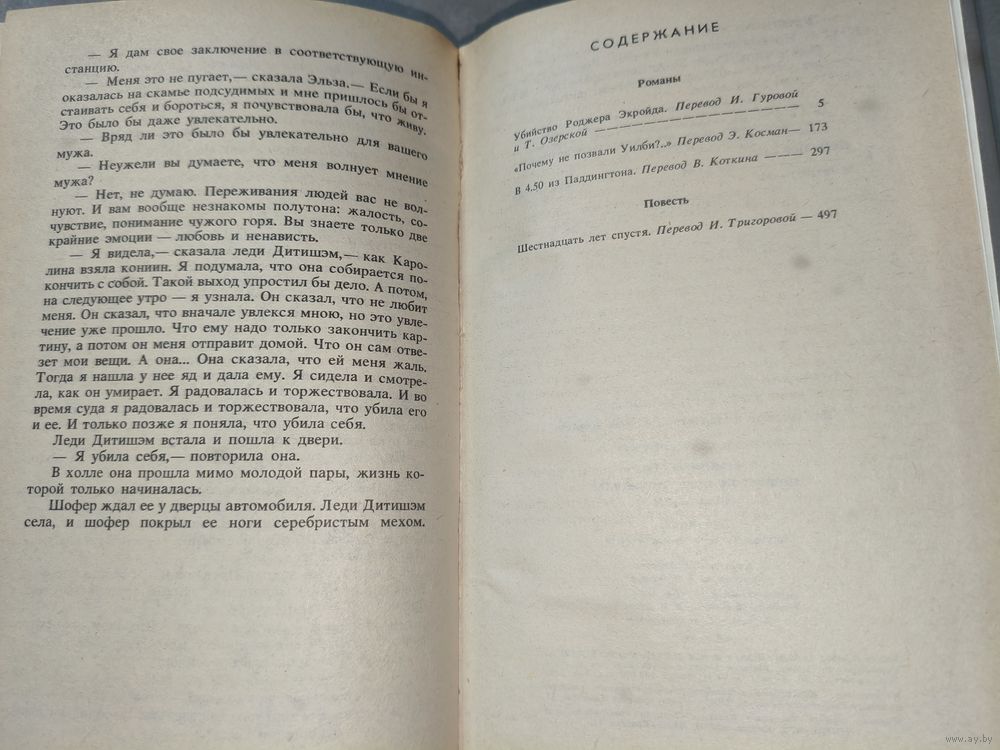 — Я дам свое заключение в соответствующую ин-
станцию.
— Меня это не пугает,— сказала Эльза.— Если бы я
оказалась на скамье подсудимых и мне пришлось бы от-
стаивать себя и бороться, я почувствовала бы, что живу.
Это было бы даже увлекательно.
— Вряд ли это было бы увлекательно для вашего
мужа.
— Неужели вы думаете, что меня волнует мнение
мужа?
— Нет, не думаю. Переживания людей вас не вол-
нуют. И вам вообще незнакомы полутона: жалость, со-
чувствие, понимание чужого горя. Вы знаете только две
крайние эмоции — любовь и ненависть.
— Я видела,— сказала леди Дитишэм,— как Каро-
лина взяла кониин. Я подумала, что она собирается по-
кончить с собой. Такой выход упростил бы дело. А потом,
на следующее утро — я узнала. Он сказал, что не любит
меня. Он сказал, что вначале увлекся мною, но это увле-
чение уже прошло. Что ему надо только закончить кар-
тину, а потом он меня отправит домой. Что он сам отве-
зет мои вещи. А она... Она сказала, что ей меня жаль.
Тогда я нашла у нее яд и дала ему. Я сидела и смотре-
ла, как он умирает. Я радовалась и торжествовала. И во
время суда я радовалась и торжествовала, что убила его
и ее. И только позже я поняла, что убила себя.
Леди Дитишэм встала и пошла к двери.
— Я убила себя,— повторила она.
В холле она прошла мимо молодой пары, жизнь ко-
торой только начиналась.
Шофер ждал ее у дверцы автомобиля. Леди Дитишэм
села, и шофер покрыл ее ноги серебристым мехом.
СОДЕРЖАНИЕ
Романы
Убийство Роджера Экройда. Перевод И. Гуровой
и Т. Озерской — — — — — — — — — — — — 5
«Почему не позвали Уилби?..» Перевод Э. Косман— 173
В 4.50 из Паддингтона. Перевод В. Коткина — — — 297
Повесть
Шестнадцать лет спустя. Перевод И. Тригоровой — 497
www.ay.by